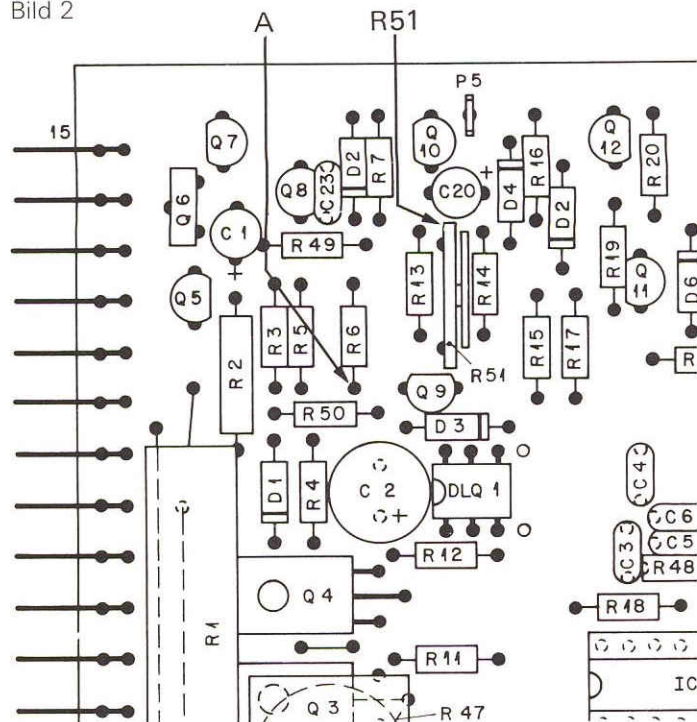 Bild 2
A R51
P5
15
Q7
D2
R7
Q10
Q12
R20
R16
Q8
C23
C20
+
D4
Q6
D2
C1
R49
R13
R14
R19
Q11
D6
+
Q5
R3
R5
R6
R2
R15
R17
R
R51
Q9
R50
D3
D1
R4
C2
+
DLQ1
C4
C6
C5
C3
R48
R12
Q4
R18
R1
R11
IC
Q3
R47